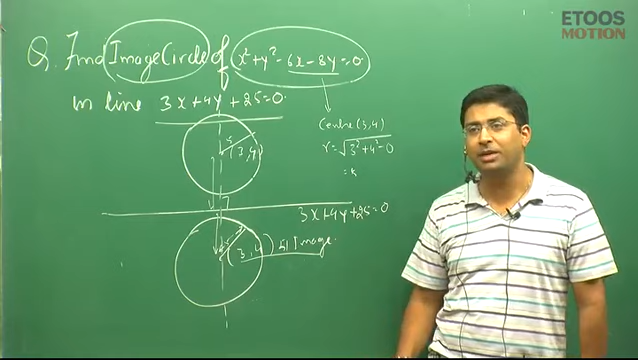 ETOOS
MOTION
Q. Find Image Circle of x²+y²-6x-8y=0
in line 3x+4y+25=0.
Centre (3,4)
r=√3²+4²-0
=5
5
(3,4)
3x+4y+25=0
(3,4) Image.